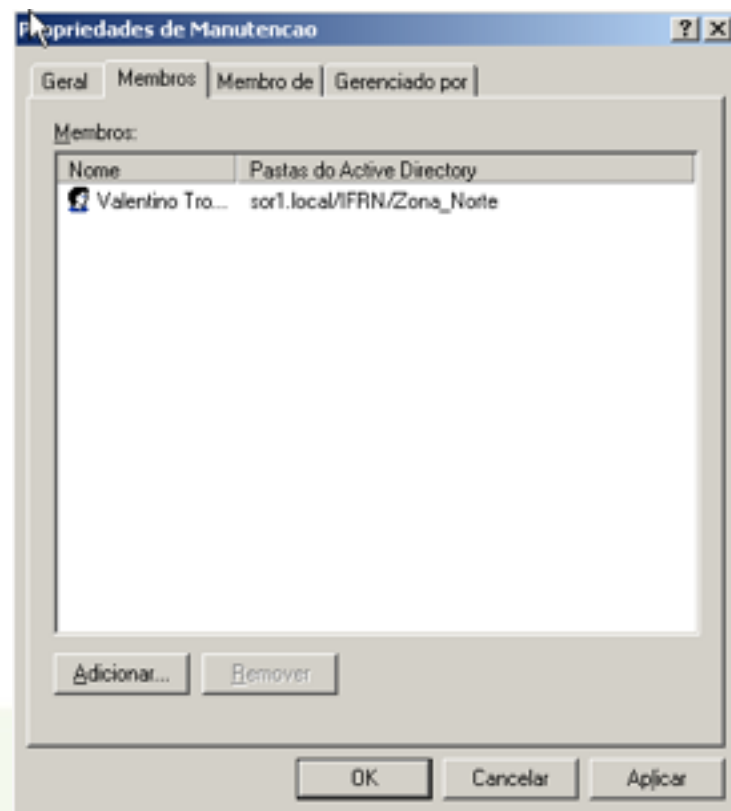 Propriedades de Manutencao
Geral Membros Membro de Gerenciado por
Membros:
Nome Pastas do Active Directory
Valentino Tro... sor1.local/IFRN/Zona_Norte
Adicionar... Remover
OK Cancelar Aplicar